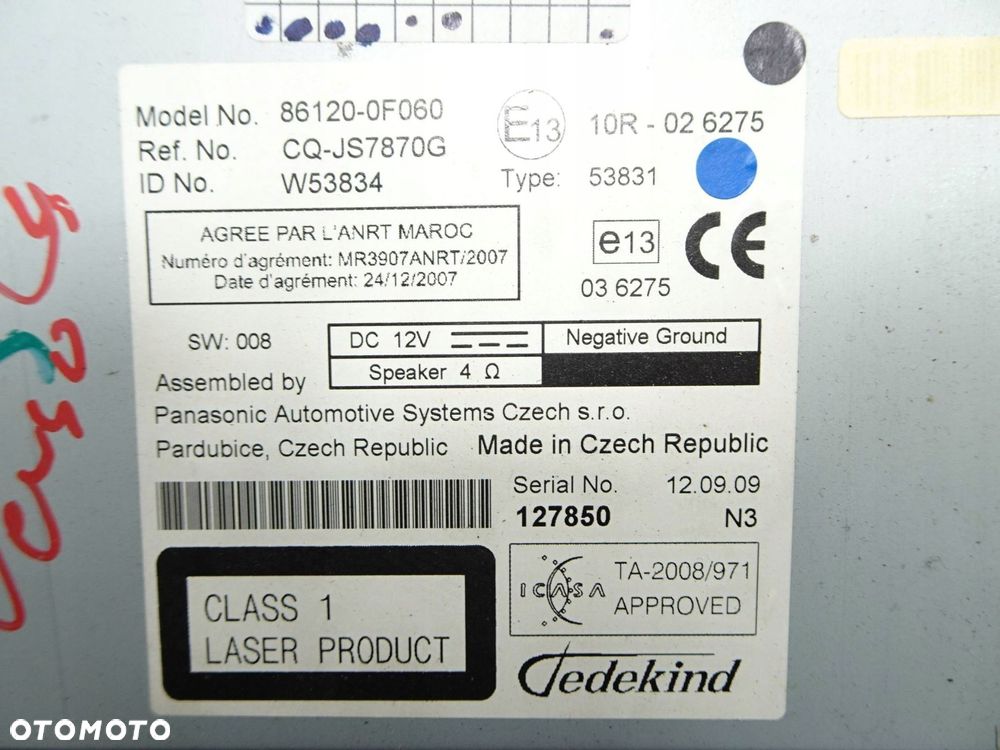 Model No. 86120-0F060
Ref. No. CQ-JS7870G
ID No. W53834
E13
10R - 02 6275
Type: 53831
AGREE PAR L'ANRT MAROC
Numéro d'agrément: MR3907ANRT/2007
Date d'agrément: 24/12/2007
e13
CE
03 6275
SW: 008
DC 12V
Negative Ground
Speaker 4 Ω
Assembled by
Panasonic Automotive Systems Czech s.r.o.
Pardubice, Czech Republic Made in Czech Republic
Serial No. 12.09.09
127850 N3
CLASS 1
LASER PRODUCT
ICASA
TA-2008/971
APPROVED
Tedekind
OTOMOTO